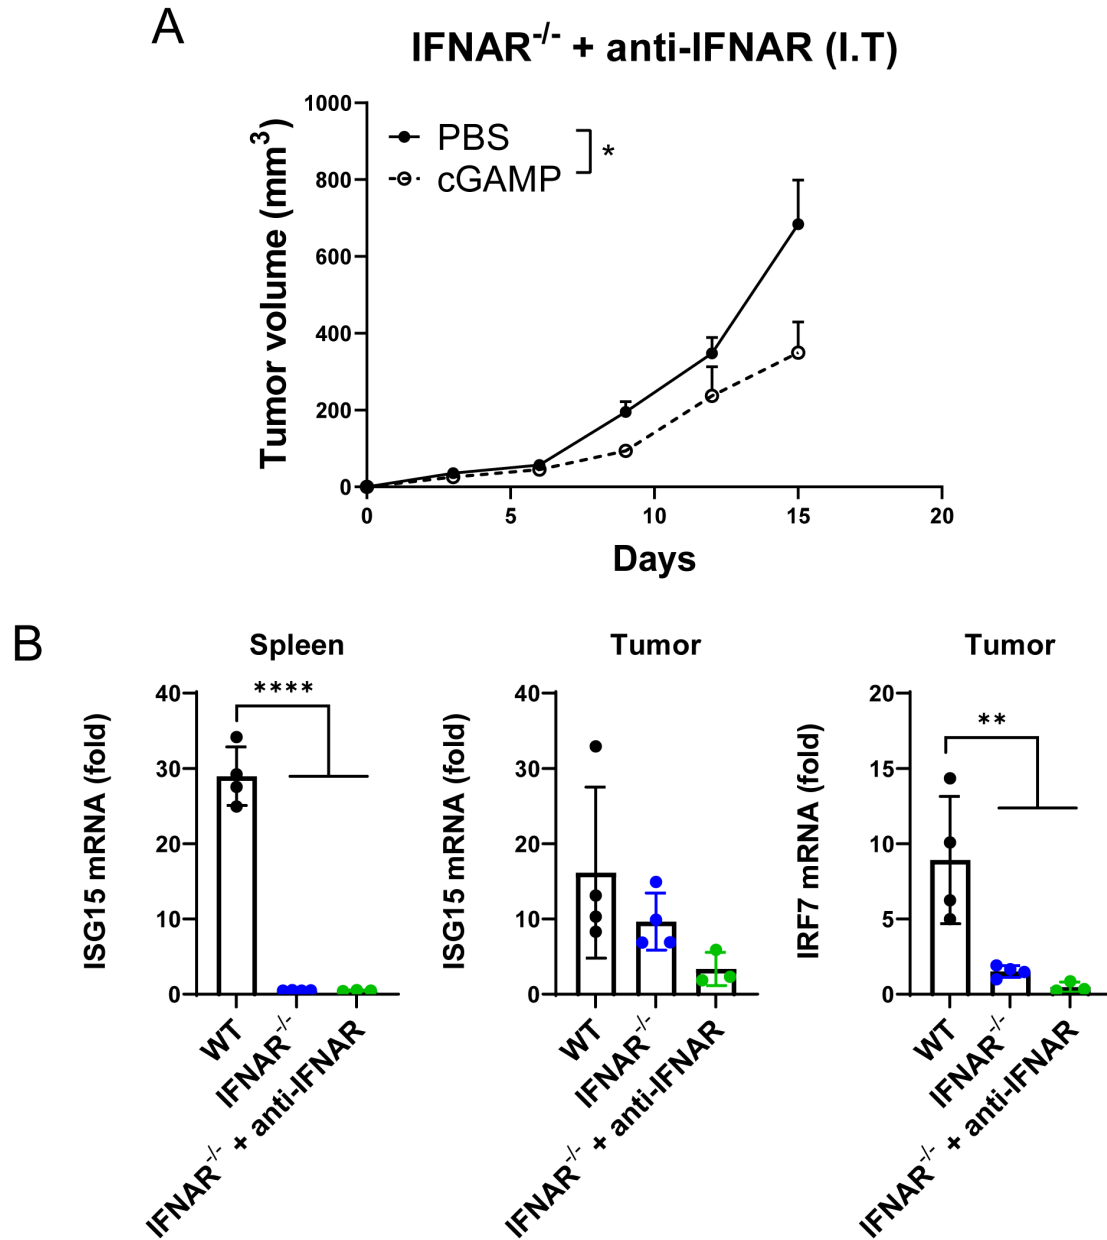 A
IFNAR-/- + anti-IFNAR (I.T)
Tumor volume (mm3)
1000
800
600
400
200
0
PBS
cGAMP
*
0 5 10 15 20
Days
B
Spleen
ISG15 mRNA (fold)
40
30
20
10
0
****
WT
IFNAR-/-
IFNAR-/- + anti-IFNAR
Tumor
ISG15 mRNA (fold)
40
30
20
10
0
WT
IFNAR-/-
IFNAR-/- + anti-IFNAR
Tumor
IRF7 mRNA (fold)
20
15
10
5
0
**
WT
IFNAR-/-
IFNAR-/- + anti-IFNAR